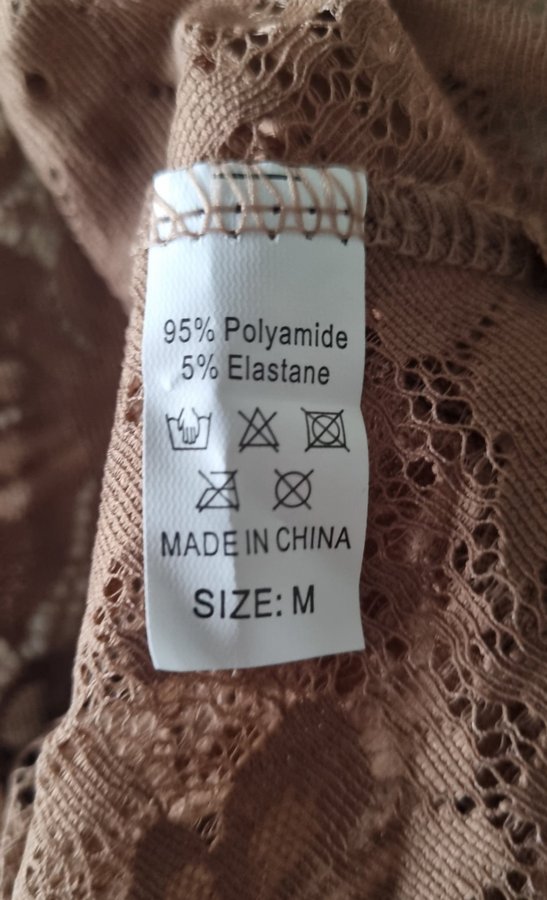 95% Polyamide
5% Elastane
MADE IN CHINA
SIZE: M